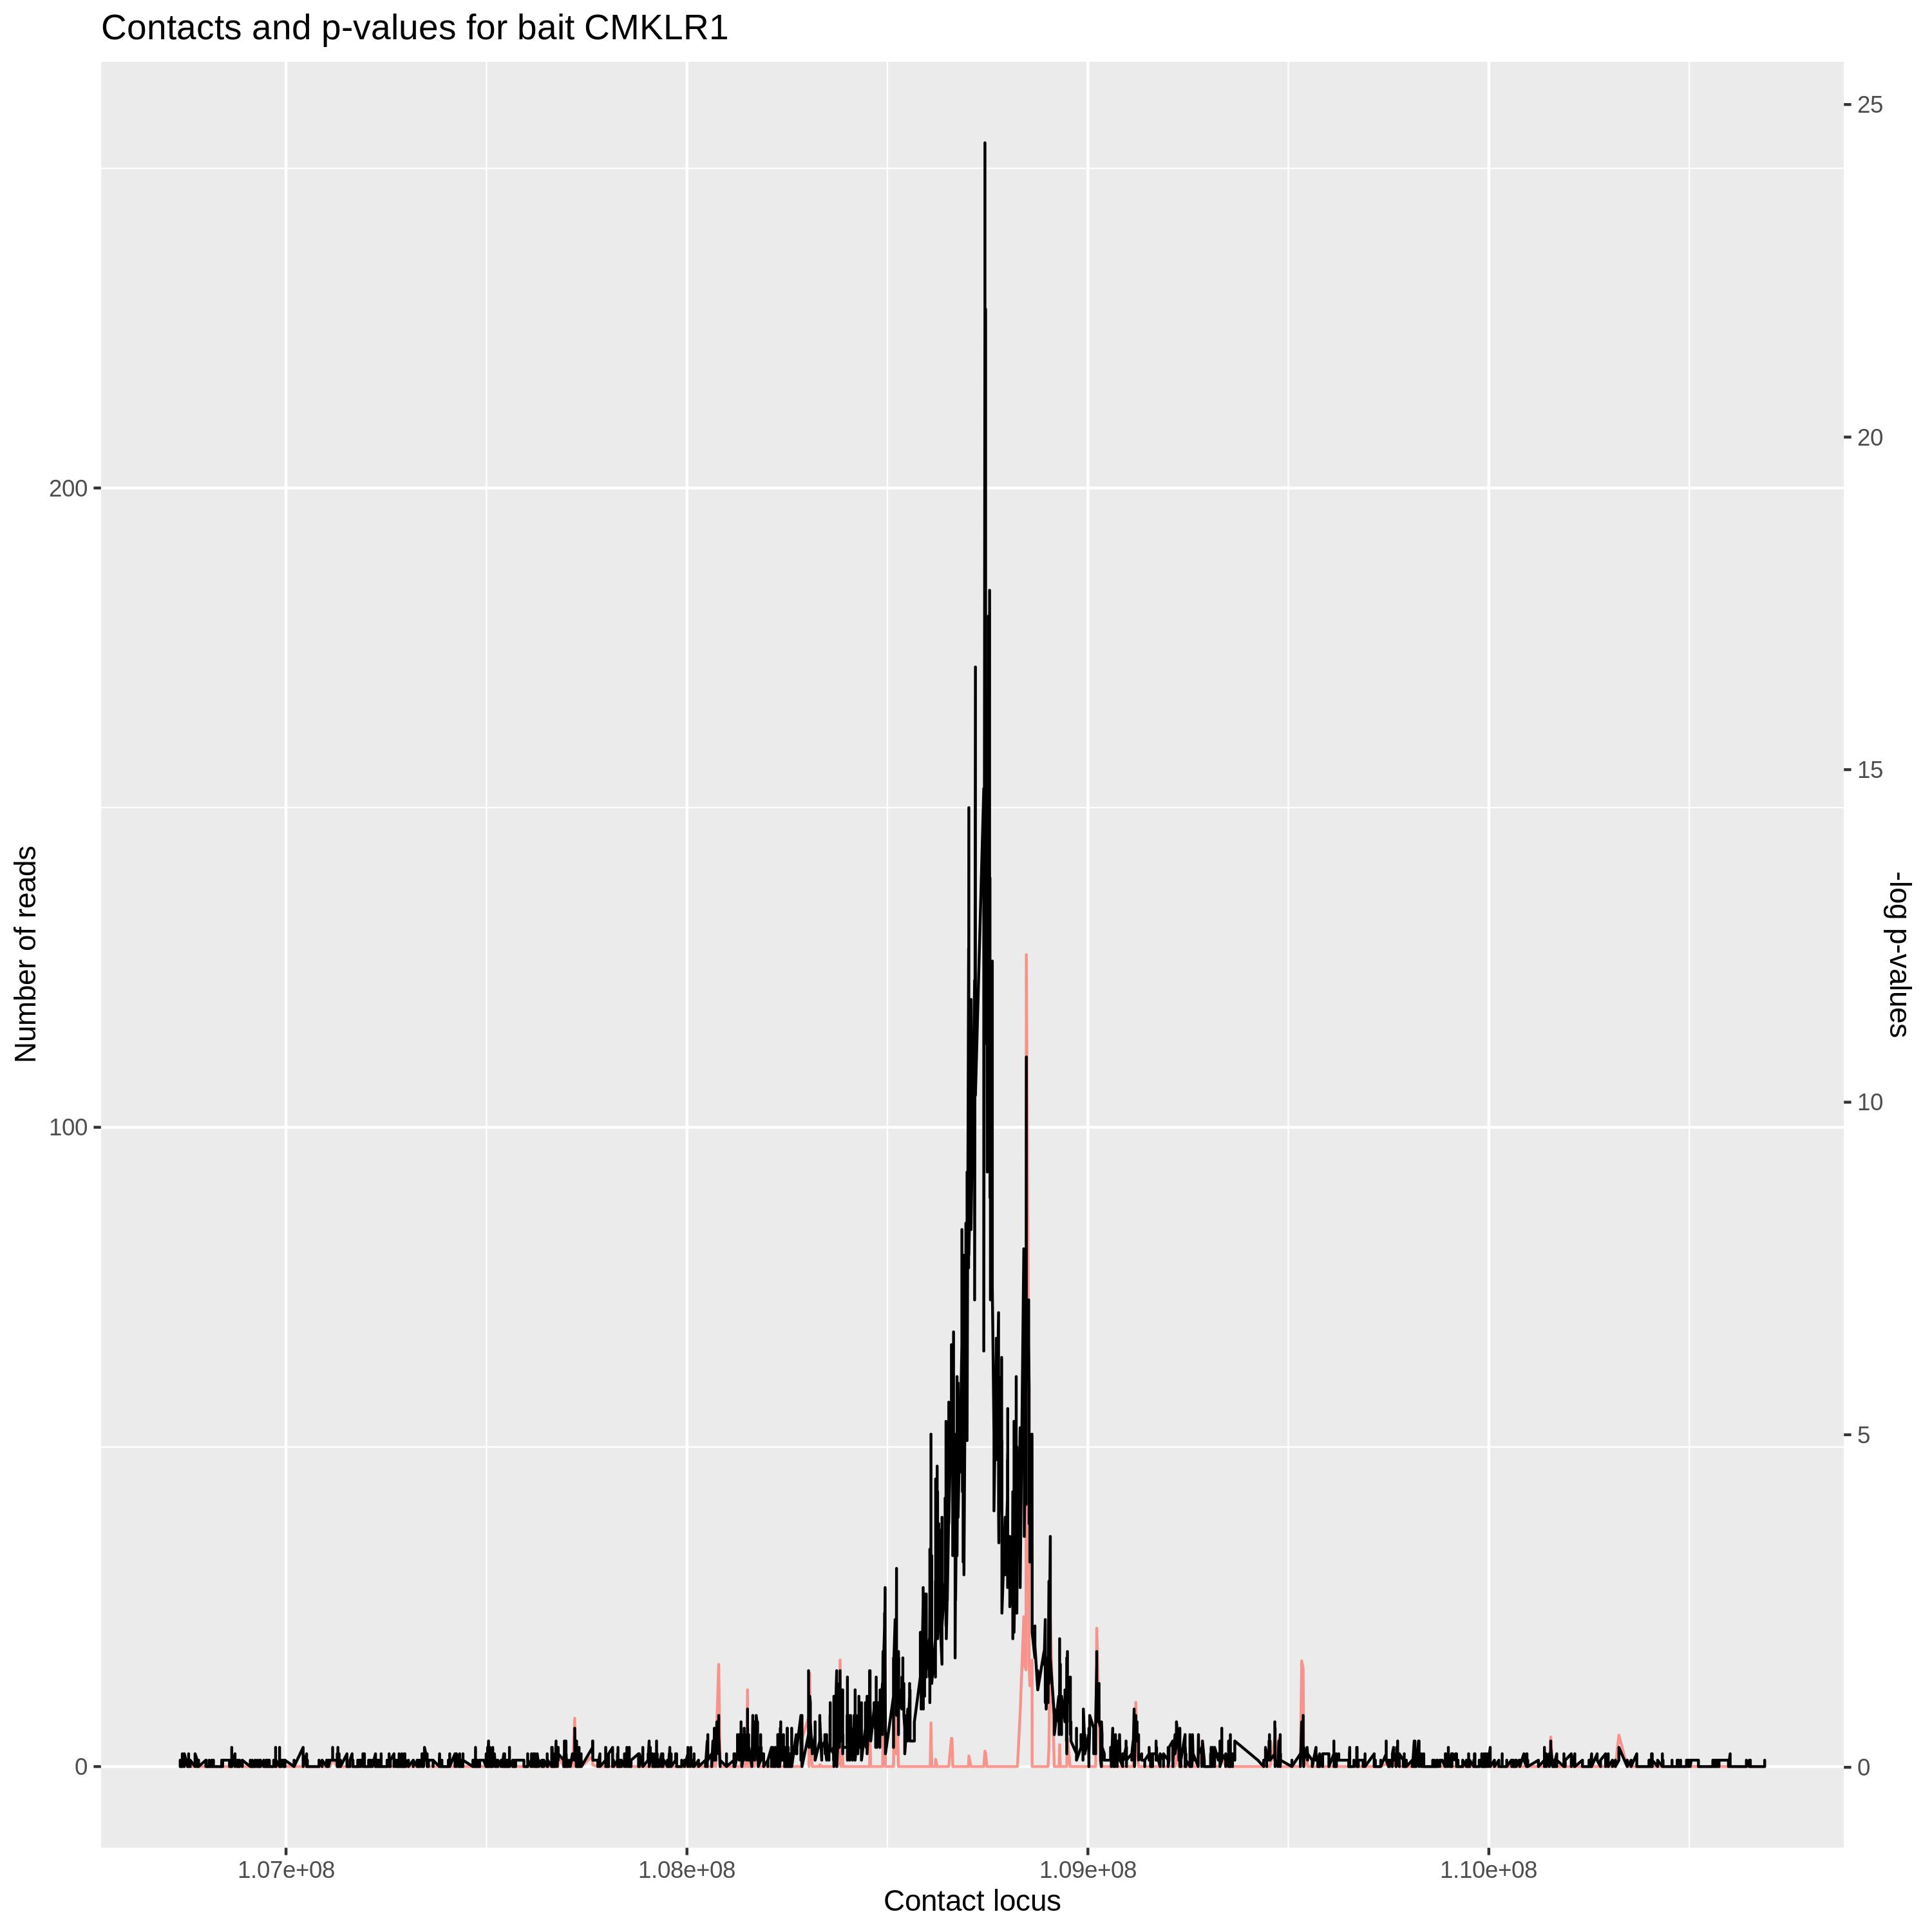 Contacts and p-values for bait CMKLR1
Number of reads
200
100
0
25
20
15
10
5
0
-log p-values
1.07e+08
1.08e+08
1.09e+08
1.10e+08
Contact locus